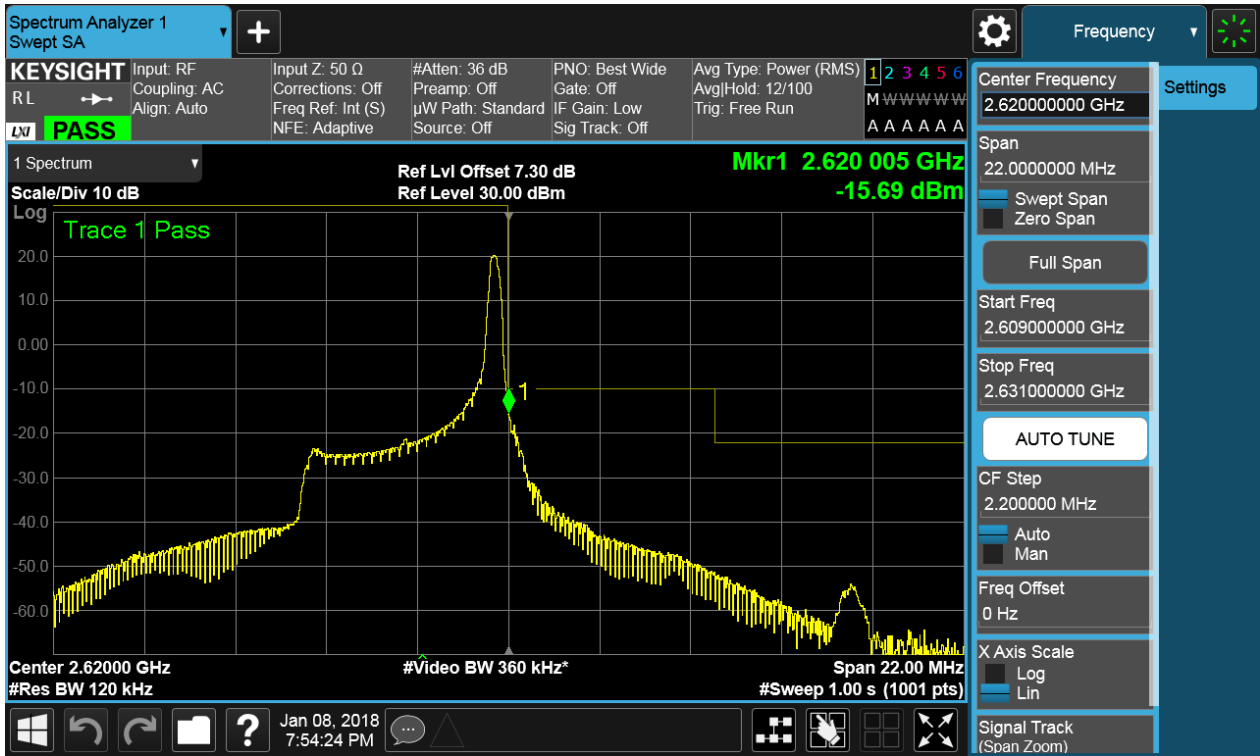 Spectrum Analyzer 1
Swept SA
+
Frequency
KEYSIGHT
R L
LXI PASS
Input: RF
Coupling: AC
Align: Auto
Input Z: 50 Ω
Corrections: Off
Freq Ref: Int (S)
NFE: Adaptive
#Atten: 36 dB
Preamp: Off
µW Path: Standard
Source: Off
PNO: Best Wide
Gate: Off
IF Gain: Low
Sig Track: Off
Avg Type: Power (RMS)
Avg|Hold: 12/100
Trig: Free Run
1 2 3 4 5 6
M W W W W W
A A A A A A
1 Spectrum
Scale/Div 10 dB
Ref Lvl Offset 7.30 dB
Ref Level 30.00 dBm
Mkr1 2.620 005 GHz
-15.69 dBm
Log
Trace 1 Pass
20.0
10.0
0.00
-10.0
-20.0
-30.0
-40.0
-50.0
-60.0
1
Center 2.62000 GHz
#Res BW 120 kHz
#Video BW 360 kHz*
Span 22.00 MHz
#Sweep 1.00 s (1001 pts)
Center Frequency
2.620000000 GHz
Span
22.0000000 MHz
Swept Span
Zero Span
Full Span
Start Freq
2.609000000 GHz
Stop Freq
2.631000000 GHz
AUTO TUNE
CF Step
2.200000 MHz
Auto
Man
Freq Offset
0 Hz
X Axis Scale
Log
Lin
Signal Track
(Span Zoom)
Settings
?
Jan 08, 2018
7:54:24 PM